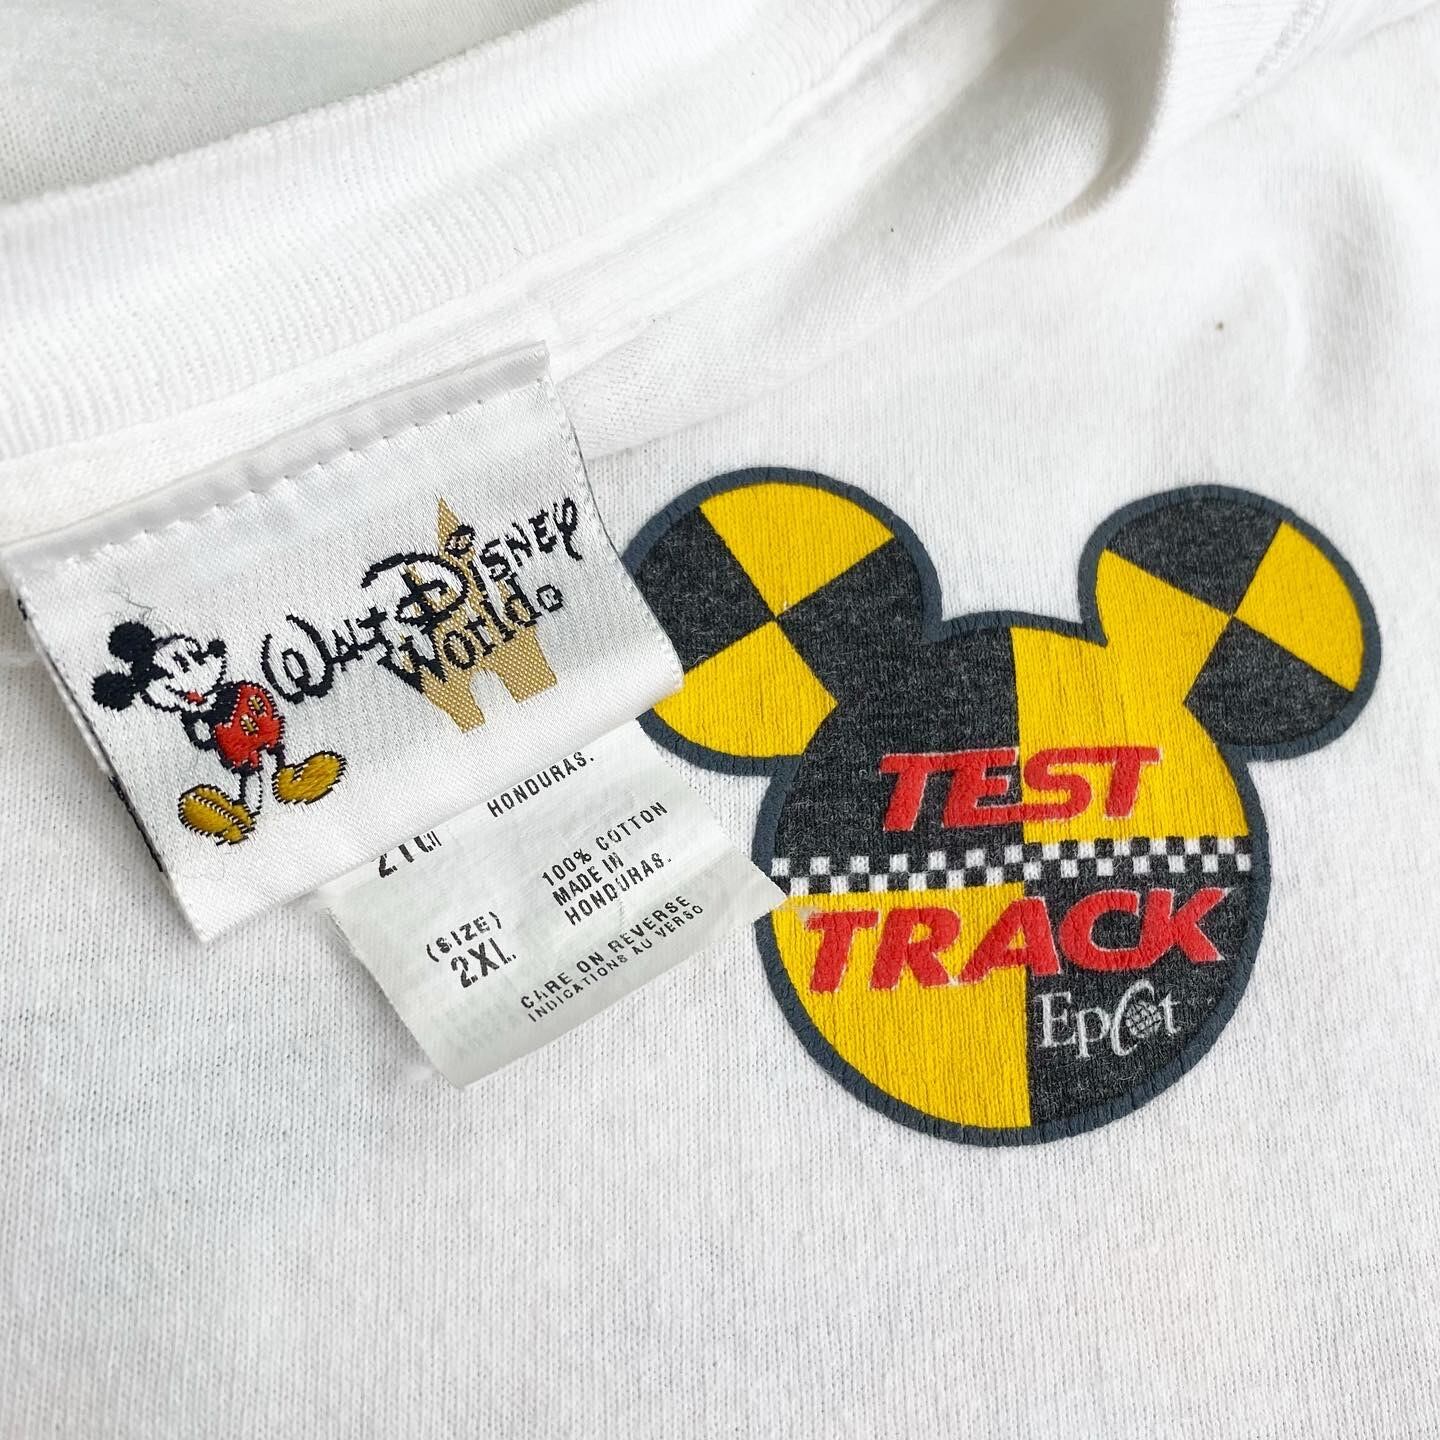 Walt Disney
World®
HONDURAS.
(SIZE)
2XL
100% COTTON
MADE IN
HONDURAS.
CARE ON REVERSE
INDICATIONS AU VERSO
TEST
TRACK
Epcot